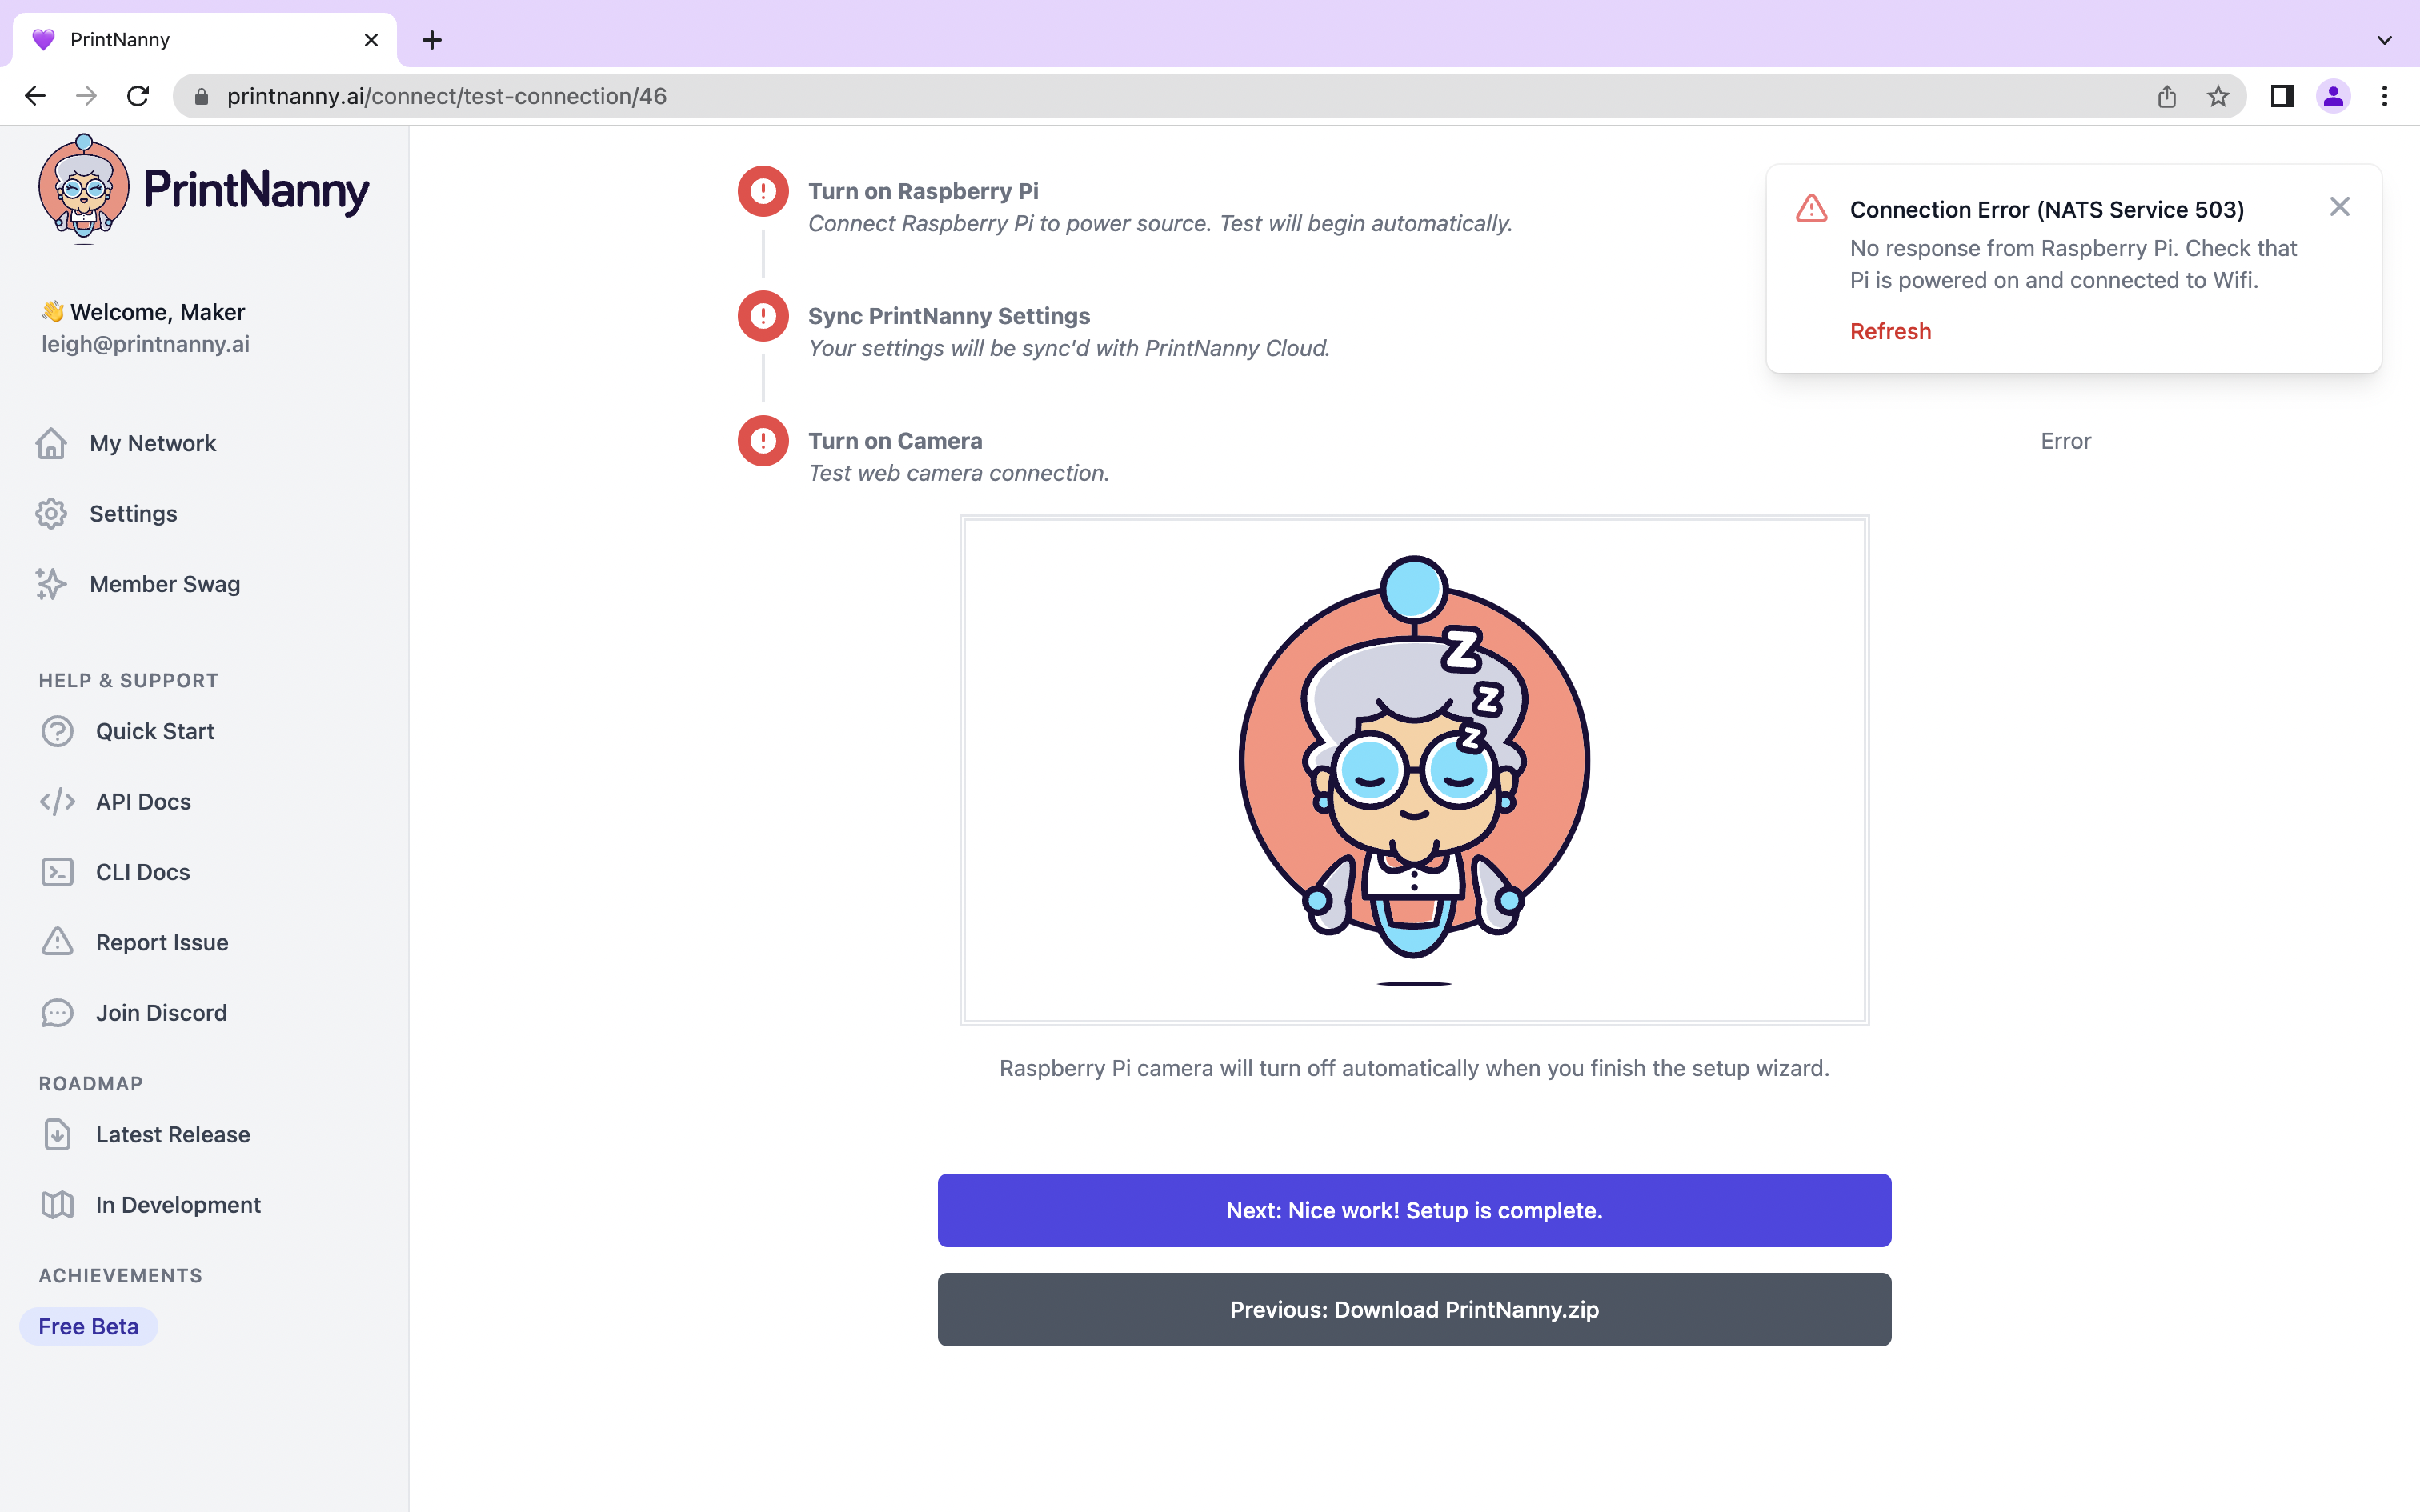 PrintNanny
printnanny.ai/connect/test-connection/46
PrintNanny
👋 Welcome, Maker
leigh@printnanny.ai
My Network
Settings
Member Swag
HELP & SUPPORT
Quick Start
API Docs
CLI Docs
Report Issue
Join Discord
ROADMAP
Latest Release
In Development
ACHIEVEMENTS
Free Beta
Turn on Raspberry Pi
Connect Raspberry Pi to power source. Test will begin automatically.
Sync PrintNanny Settings
Your settings will be sync'd with PrintNanny Cloud.
Turn on Camera
Test web camera connection.
Error
Connection Error (NATS Service 503)
No response from Raspberry Pi. Check that
Pi is powered on and connected to Wifi.
Refresh
Z
Z
Z
Raspberry Pi camera will turn off automatically when you finish the setup wizard.
Next: Nice work! Setup is complete.
Previous: Download PrintNanny.zip